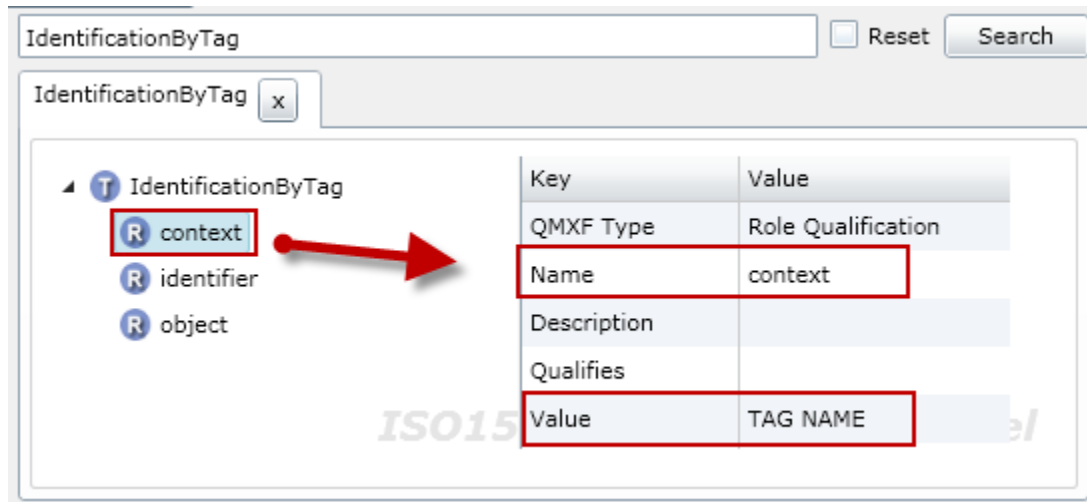 IdentificationByTag
Reset
Search
IdentificationByTag x
T IdentificationByTag
R context
R identifier
R object
Key Value
QMXF Type Role Qualification
Name context
Description
Qualifies
Value TAG NAME
ISO15